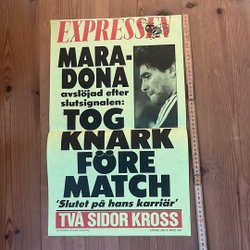 EXPRESSEN
MARA-
DONA
avslöjad efter
slutsignalen:
TOG
KNARK
FÖRE
MATCH
'Slutet på hans karriär'
TVÅ SIDOR KROSS